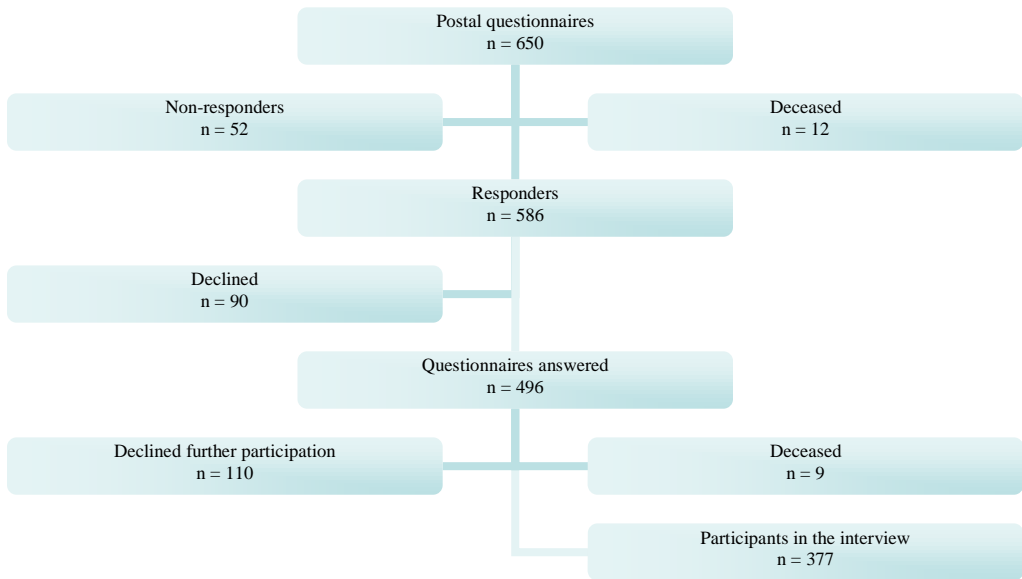 Postal questionnaires
n = 650
Non-responders
n = 52
Deceased
n = 12
Responders
n = 586
Declined
n = 90
Questionnaires answered
n = 496
Declined further participation
n = 110
Deceased
n = 9
Participants in the interview
n = 377